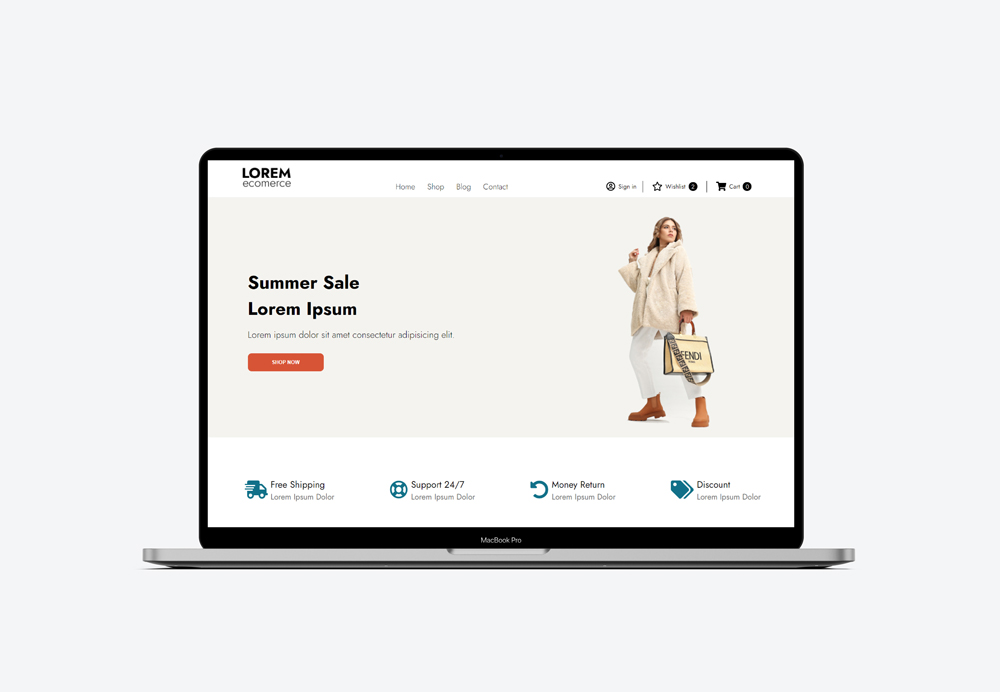 LOREM
ecomerce
Home Shop Blog Contact
Sign in Wishlist 2 Cart 0
Summer Sale
Lorem Ipsum
Lorem ipsum dolor sit amet consectetur adipisicing elit.
SHOP NOW
FENDI
Free Shipping
Lorem Ipsum Dolor
Support 24/7
Lorem Ipsum Dolor
Money Return
Lorem Ipsum Dolor
Discount
Lorem Ipsum Dolor
MacBook Pro